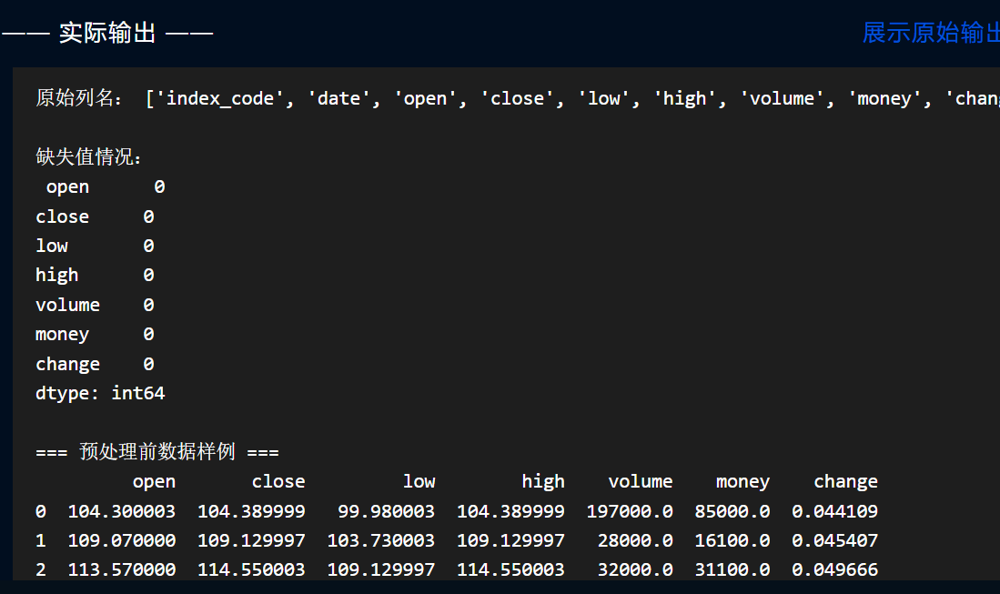 —— 实际输出 —— 展示原始输出
原始列名： ['index_code', 'date', 'open', 'close', 'low', 'high', 'volume', 'money', 'chang
缺失值情况：
open 0
close 0
low 0
high 0
volume 0
money 0
change 0
dtype: int64
=== 预处理前数据样例 ===
open close low high volume money change
0 104.300003 104.389999 99.980003 104.389999 197000.0 85000.0 0.044109
1 109.070000 109.129997 103.730003 109.129997 28000.0 16100.0 0.045407
2 113.570000 114.550003 109.129997 114.550003 32000.0 31100.0 0.049666